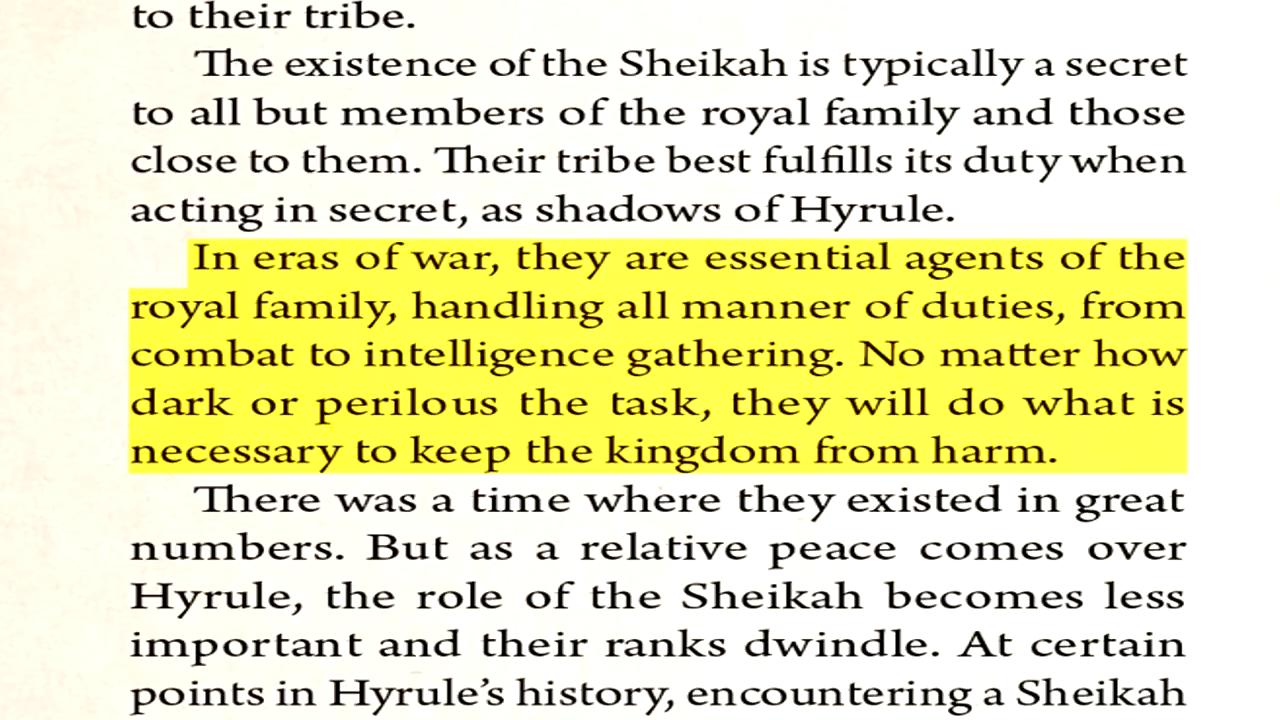 to their tribe.
The existence of the Sheikah is typically a secret
to all but members of the royal family and those
close to them. Their tribe best fulfills its duty when
acting in secret, as shadows of Hyrule.
In eras of war, they are essential agents of the
royal family, handling all manner of duties, from
combat to intelligence gathering. No matter how
dark or perilous the task, they will do what is
necessary to keep the kingdom from harm.
There was a time where they existed in great
numbers. But as a relative peace comes over
Hyrule, the role of the Sheikah becomes less
important and their ranks dwindle. At certain
points in Hyrule’s history, encountering a Sheikah